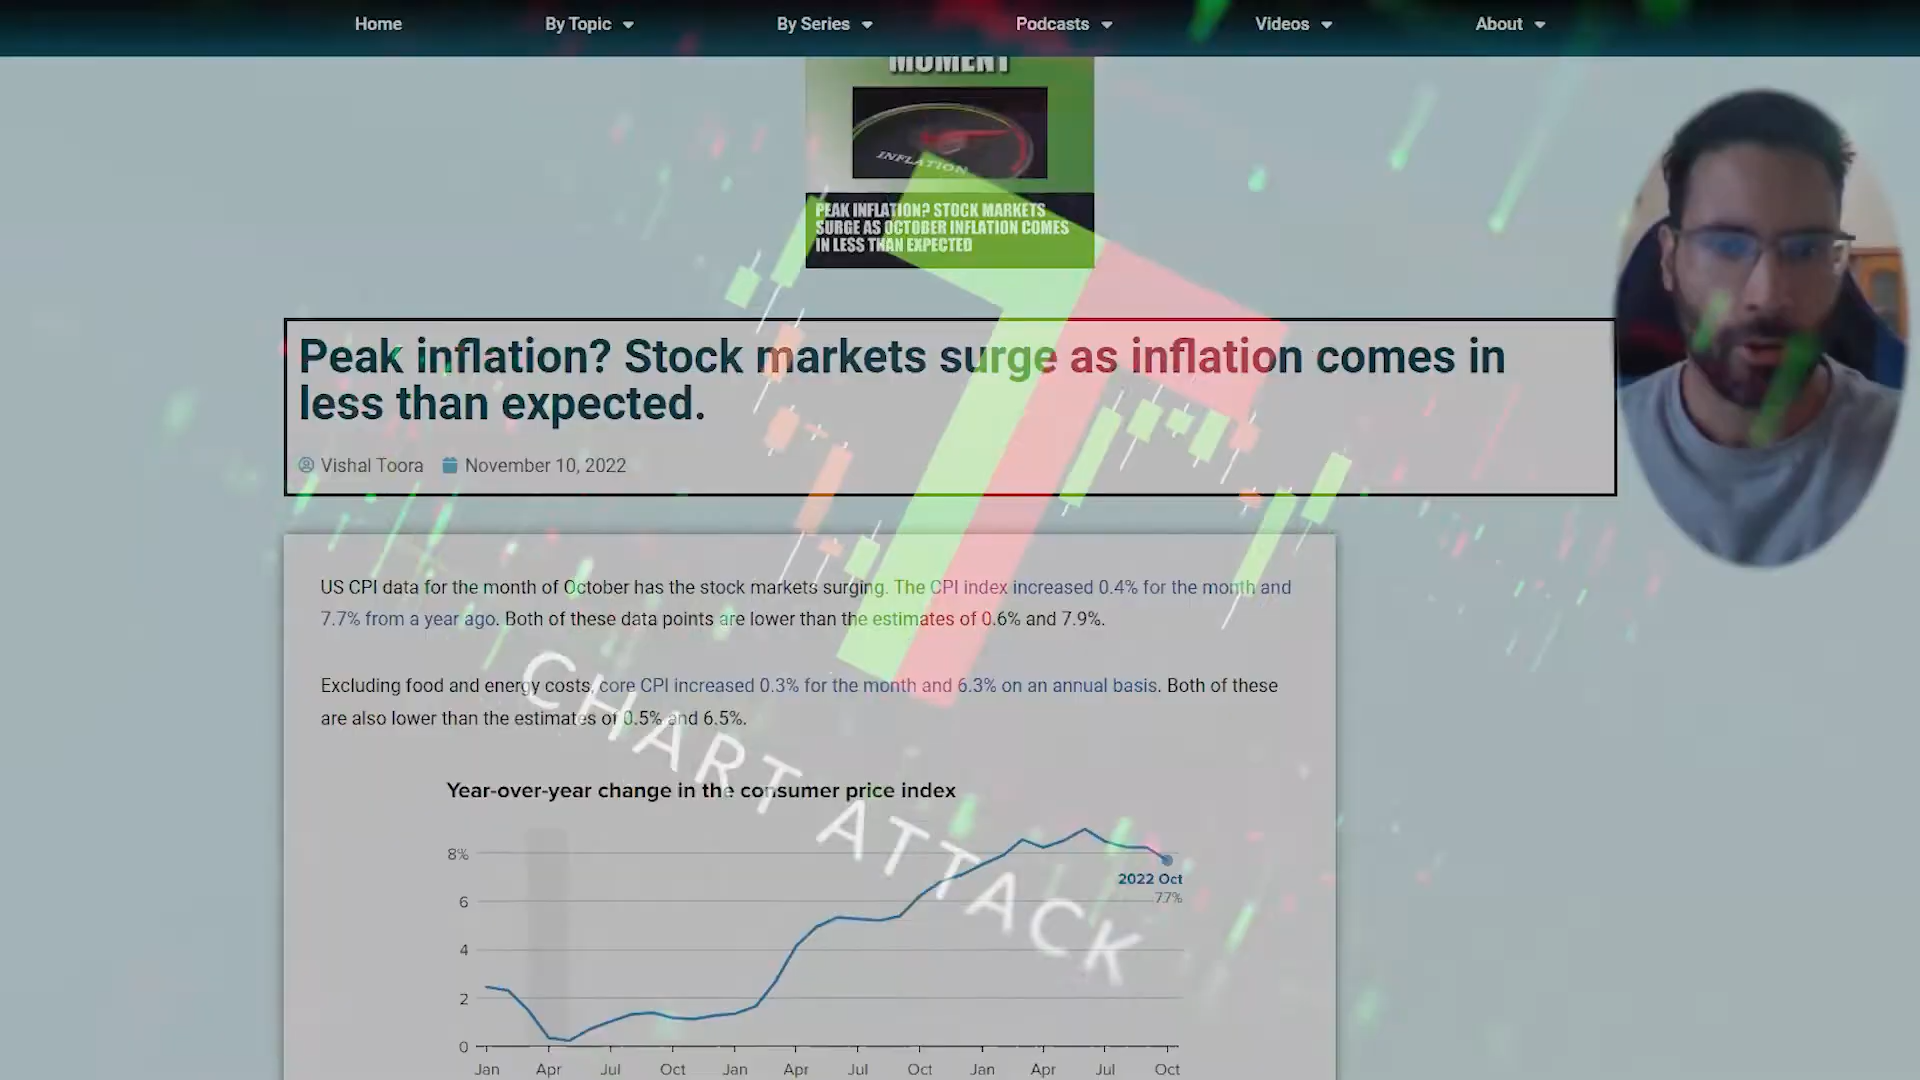 Home By Topic By Series Podcasts Videos About
MOMENT
INFLATION
PEAK INFLATION? STOCK MARKETS
SURGE AS OCTOBER INFLATION COMES
IN LESS THAN EXPECTED
Peak inflation? Stock markets surge as inflation comes in
less than expected.
Vishal Toora November 10, 2022
US CPI data for the month of October has the stock markets surging. The CPI index increased 0.4% for the month and
7.7% from a year ago. Both of these data points are lower than the estimates of 0.6% and 7.9%.
Excluding food and energy costs, core CPI increased 0.3% for the month and 6.3% on an annual basis. Both of these
are also lower than the estimates of 0.5% and 6.5%.
CHART ATTACK
Year-over-year change in the consumer price index
8%
6
4
2
0
2022 Oct
7.7%
Jan Apr Jul Oct Jan Apr Jul Oct Jan Apr Jul Oct